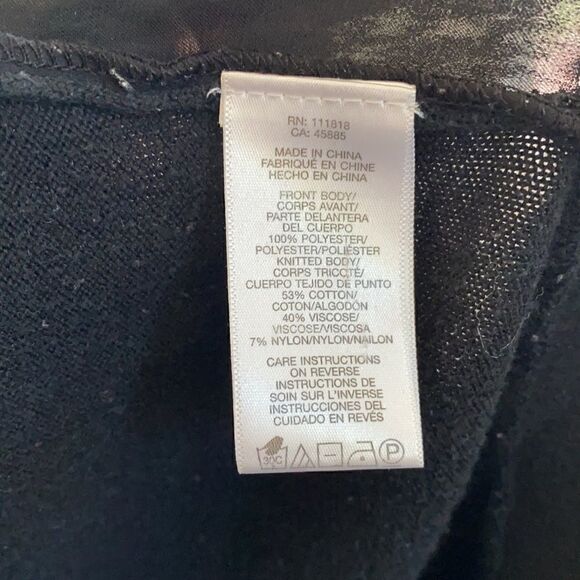 RN: 111818
CA: 45885
MADE IN CHINA
FABRIQUÉ EN CHINE
HECHO EN CHINA
FRONT BODY/
CORPS AVANT/
PARTE DELANTERA
DEL CUERPO
100% POLYESTER/
POLYESTER/POLIÉSTER
KNITTED BODY/
CORPS TRICOTÉ/
CUERPO TEJIDO DE PUNTO
53% COTTON/
COTON/ALGODÓN
40% VISCOSE/
VISCOSE/VISCOSA
7% NYLON/NYLON/NAILON
CARE INSTRUCTIONS
ON REVERSE
INSTRUCTIONS DE
SOIN SUR L'INVERSE
INSTRUCCIONES DEL
CUIDADO EN REVÉS
30C P